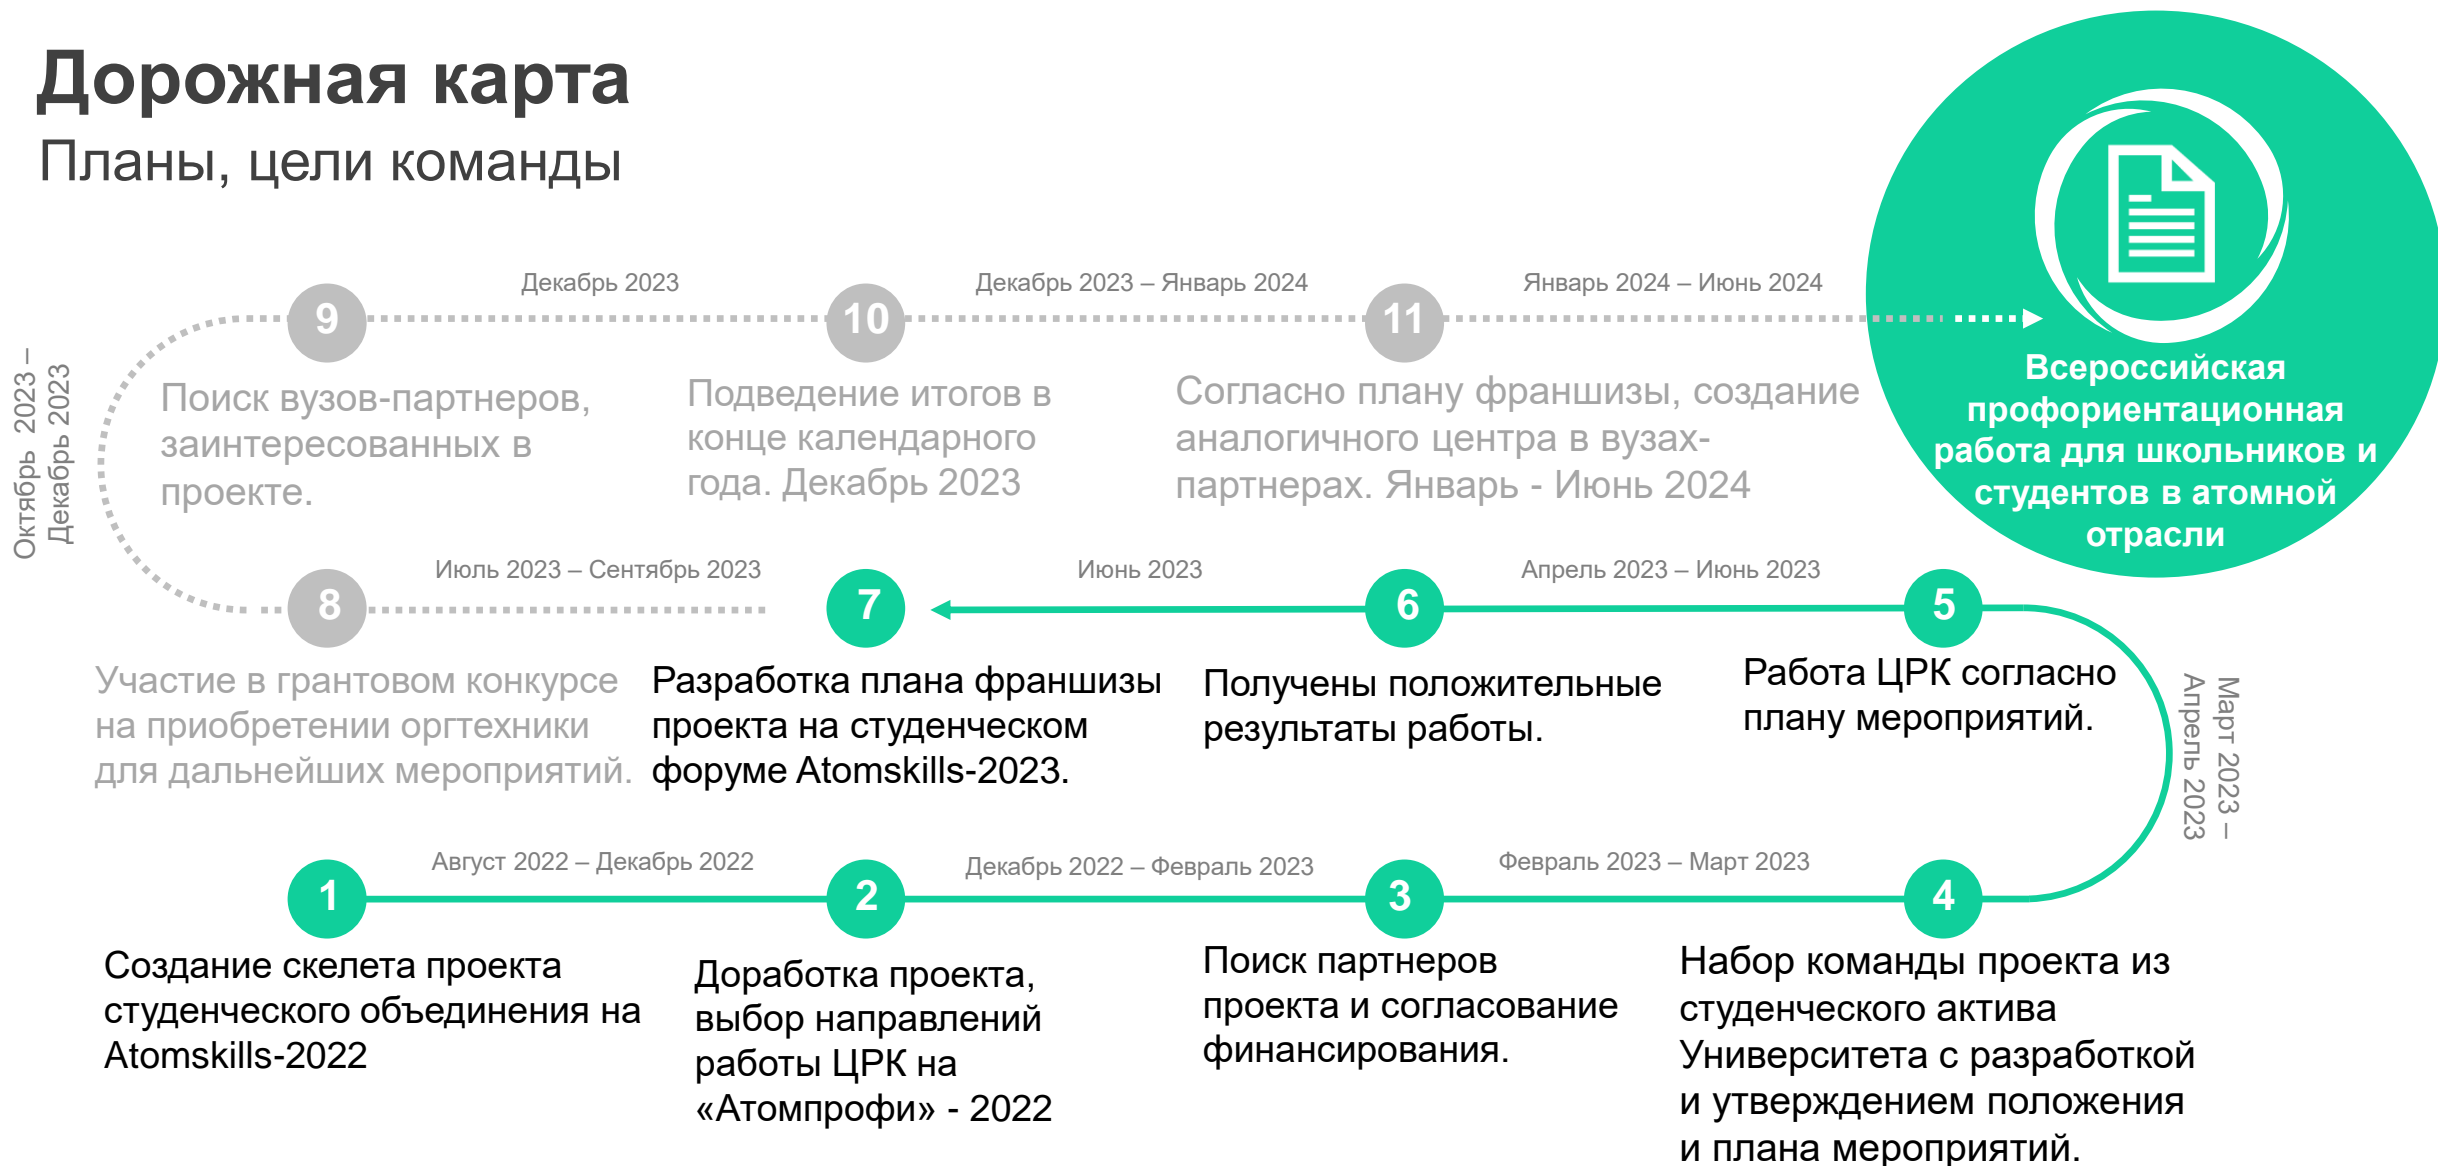 Дорожная карта
Планы, цели команды
Декабрь 2023
Декабрь 2023 – Январь 2024
Январь 2024 – Июнь 2024
9
10
11
Поиск вузов-партнеров,
заинтересованных в
проекте.
Подведение итогов в
конце календарного
года. Декабрь 2023
Согласно плану франшизы, создание
аналогичного центра в вузах-
партнерах. Январь - Июнь 2024
Всероссийская
профориентационная
работа для школьников и
студентов в атомной
отрасли
Октябрь 2023 –
Декабрь 2023
Июль 2023 – Сентябрь 2023
Июнь 2023
Апрель 2023 – Июнь 2023
8
7
6
5
Участие в грантовом конкурсе
на приобретении оргтехники
для дальнейших мероприятий.
Разработка плана франшизы
проекта на студенческом
форуме Atomskills-2023.
Получены положительные
результаты работы.
Работа ЦРК согласно
плану мероприятий.
Март 2023 –
Апрель 2023
Август 2022 – Декабрь 2022
Декабрь 2022 – Февраль 2023
Февраль 2023 – Март 2023
1
2
3
4
Создание скелета проекта
студенческого объединения на
Atomskills-2022
Доработка проекта,
выбор направлений
работы ЦРК на
«Атомпрофи» - 2022
Поиск партнеров
проекта и согласование
финансирования.
Набор команды проекта из
студенческого актива
Университета с разработкой
и утверждением положения
и плана мероприятий.